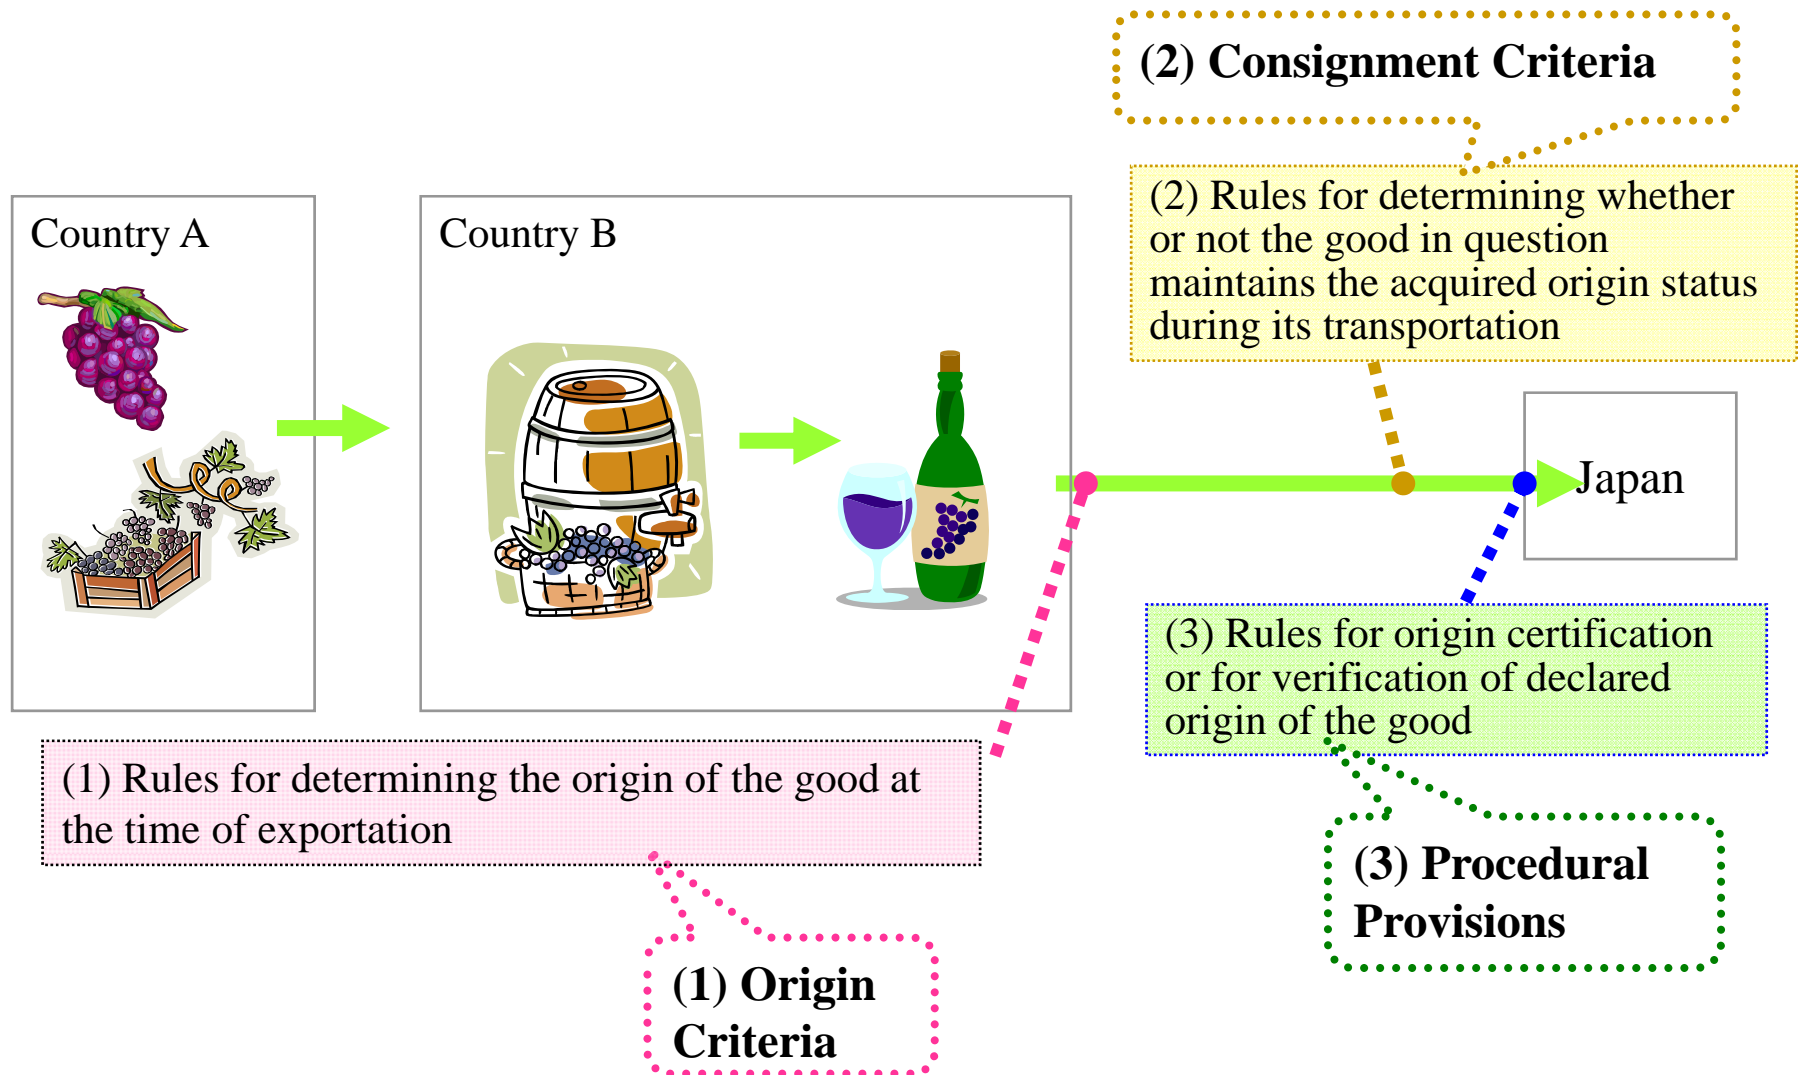 (2) Consignment Criteria
(2) Rules for determining whether
or not the good in question
maintains the acquired origin status
during its transportation
Country A
Country B
Japan
(3) Rules for origin certification
or for verification of declared
origin of the good
(1) Rules for determining the origin of the good at
the time of exportation
(3) Procedural
Provisions
(1) Origin
Criteria